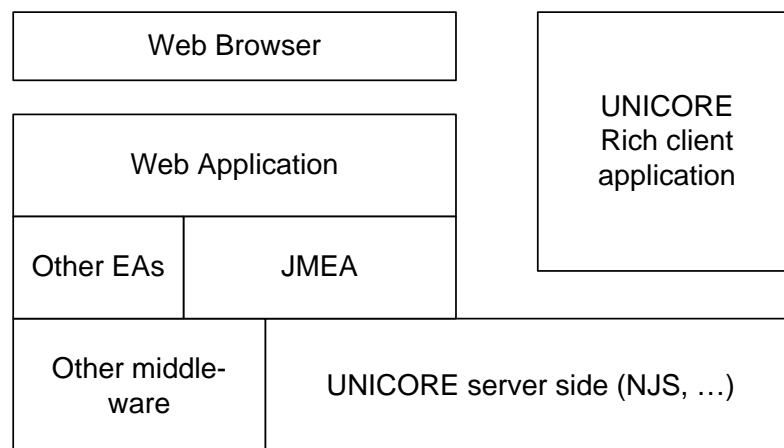 Web Browser
UNICORE
Rich client
application
Web Application
Other EAs
JMEA
Other middle-
ware
UNICORE server side (NJS, …)